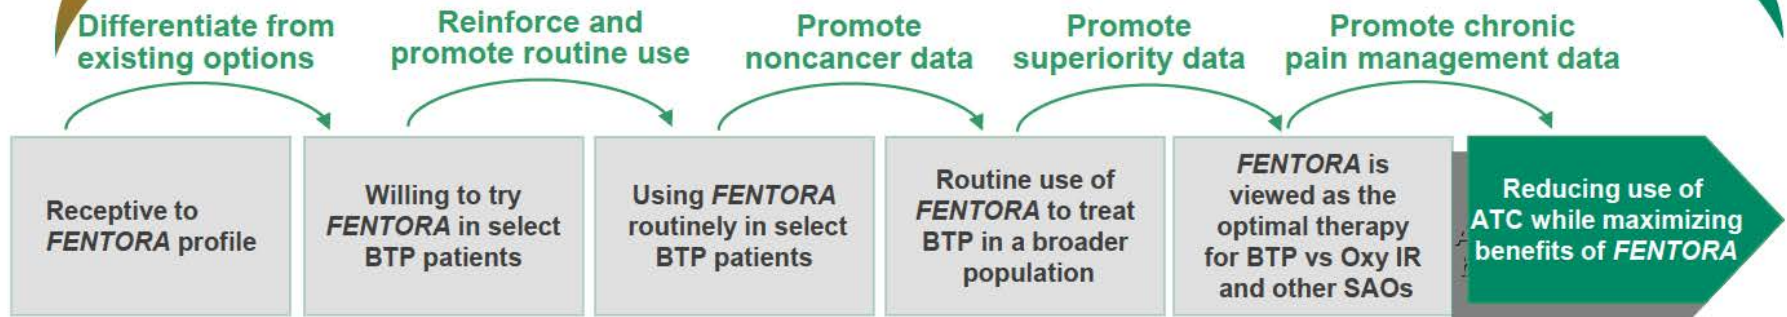 Differentiate from
existing options
Reinforce and
promote routine use
Promote
noncancer data
Promote
superiority data
Promote chronic
pain management data
Receptive to
FENTORA profile
Willing to try
FENTORA in select
BTP patients
Using FENTORA
routinely in select
BTP patients
Routine use of
FENTORA to treat
BTP in a broader
population
FENTORA is
viewed as the
optimal therapy
for BTP vs Oxy IR
and other SAOs
Reducing use of
ATC while maximizing
benefits of FENTORA